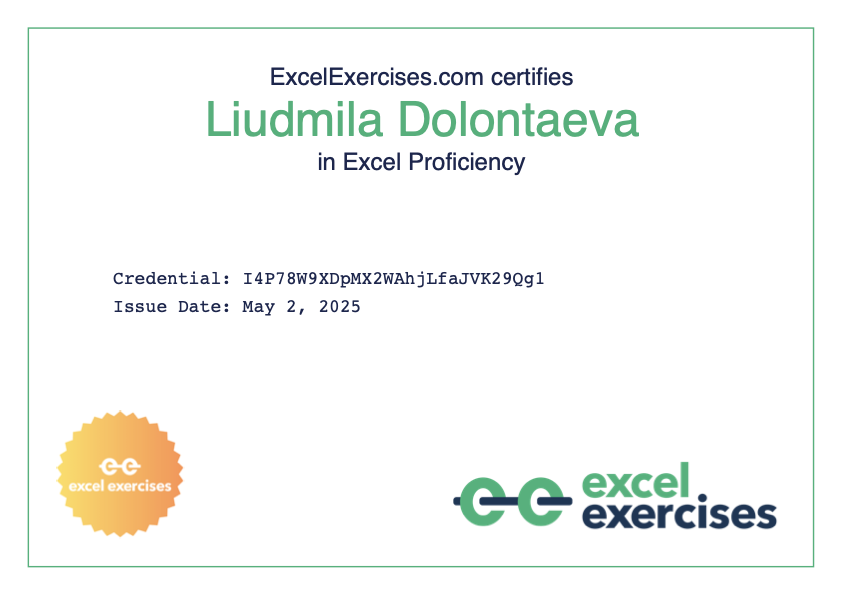 ExcelExercises.com certifies
Liudmila Dolontaeva
in Excel Proficiency
Credential: I4P78W9XDpMX2WAhjLfaJVK29Qg1
Issue Date: May 2, 2025
excel exercises
excel
exercises